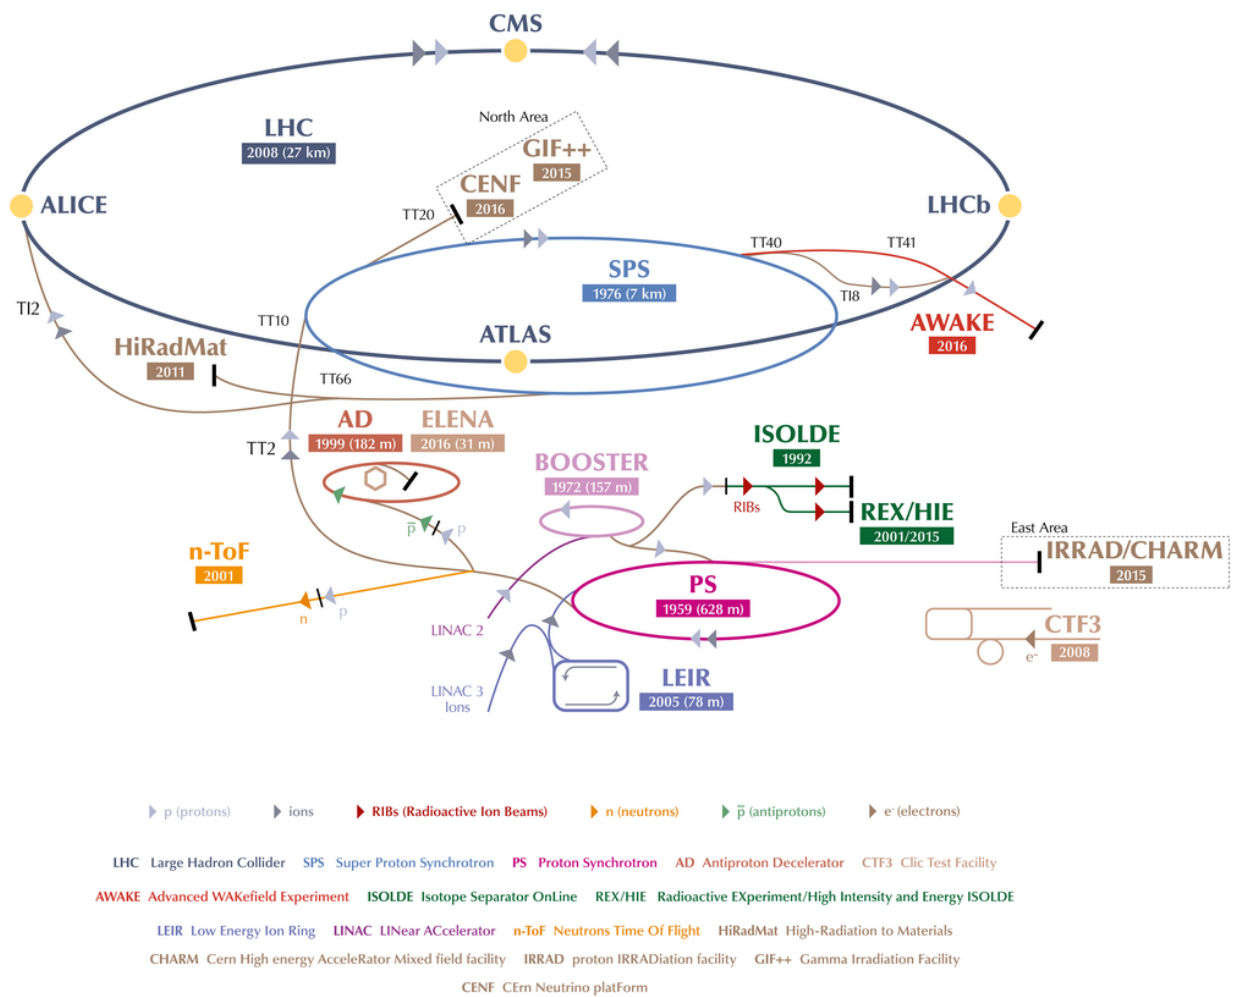 CMS
LHC
2008 (27 km)
North Area
GIF++
2015
CENF
2016
ALICE
LHCb
TT20
TT40
TT41
SPS
1976 (7 km)
TI8
TI2
TT10
AWAKE
2016
ATLAS
HiRadMat
2011
TT66
AD
1999 (182 m)
ELENA
2016 (31 m)
TT2
ISOLDE
1992
BOOSTER
1972 (157 m)
RIBs
REX/HIE
2001/2015
East Area
IRRAD/CHARM
2015
p̅
p
n-ToF
2001
n
p
PS
1959 (628 m)
LINAC 2
CTF3
2008
e-
LEIR
2005 (78 m)
LINAC 3
Ions
p (protons) ions RIBs (Radioactive Ion Beams) n (neutrons) p̅ (antiprotons) e- (electrons)
LHC Large Hadron Collider SPS Super Proton Synchrotron PS Proton Synchrotron AD Antiproton Decelerator CTF3 Clic Test Facility
AWAKE Advanced WAKefield Experiment ISOLDE Isotope Separator OnLine REX/HIE Radioactive EXperiment/High Intensity and Energy ISOLDE
LEIR Low Energy Ion Ring LINAC LINear ACcelerator n-ToF Neutrons Time Of Flight HiRadMat High-Radiation to Materials
CHARM Cern High energy AcceleRator Mixed field facility IRRAD proton IRRADiation facility GIF++ Gamma Irradiation Facility
CENF CErn Neutrino platForm